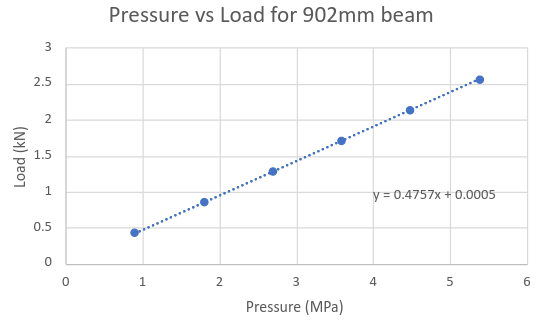 Pressure vs Load for 902mm beam
3
2.5
2
1.5
1
0.5
0
Load (kN)
y = 0.4757x + 0.0005
0 1 2 3 4 5 6
Pressure (MPa)